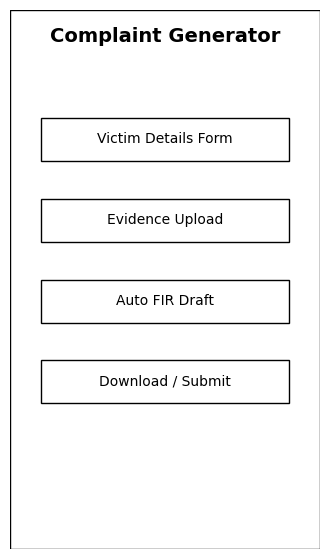 Complaint Generator
Victim Details Form
Evidence Upload
Auto FIR Draft
Download / Submit